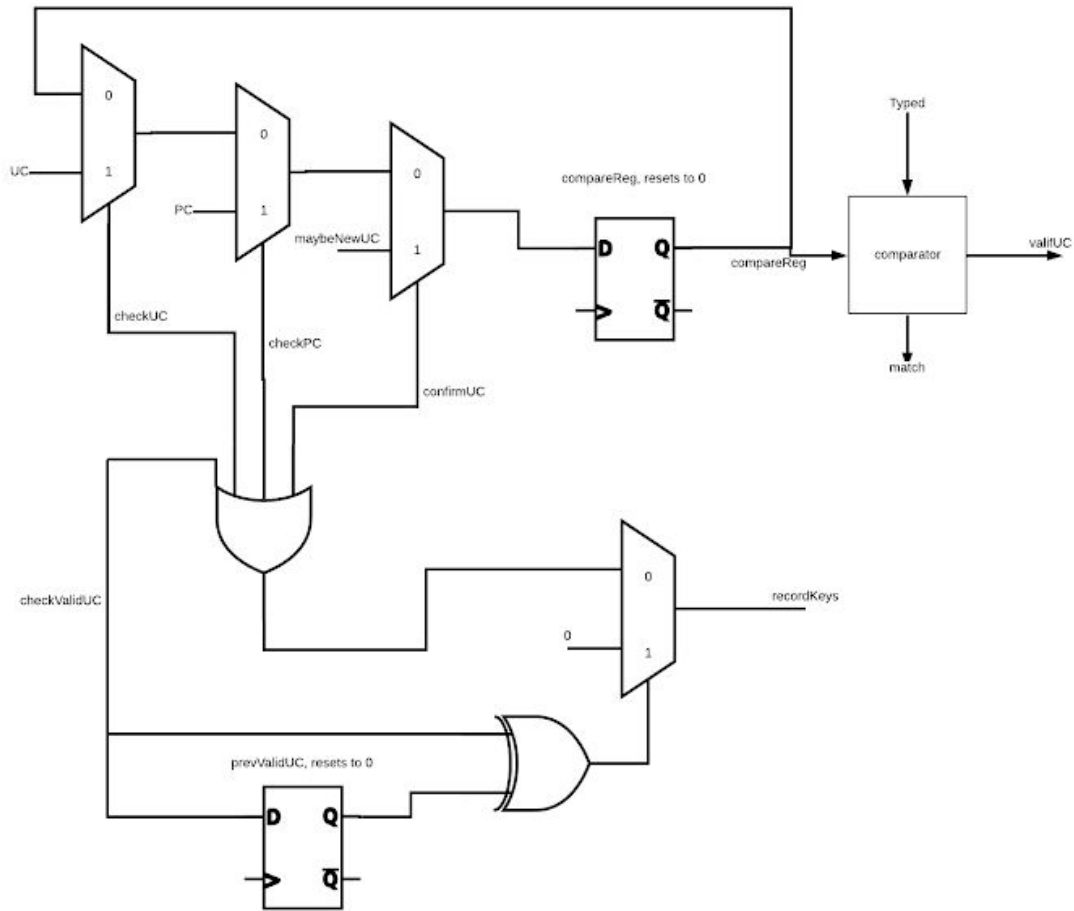 0
UC
1
0
PC
1
0
maybeNewUC
1
compareReg, resets to 0
D
Q
Q
compareReg
Typed
comparator
valifUC
match
checkUC
checkPC
confirmUC
checkValidUC
0
0
1
recordKeys
prevValidUC, resets to 0
D
Q
Q